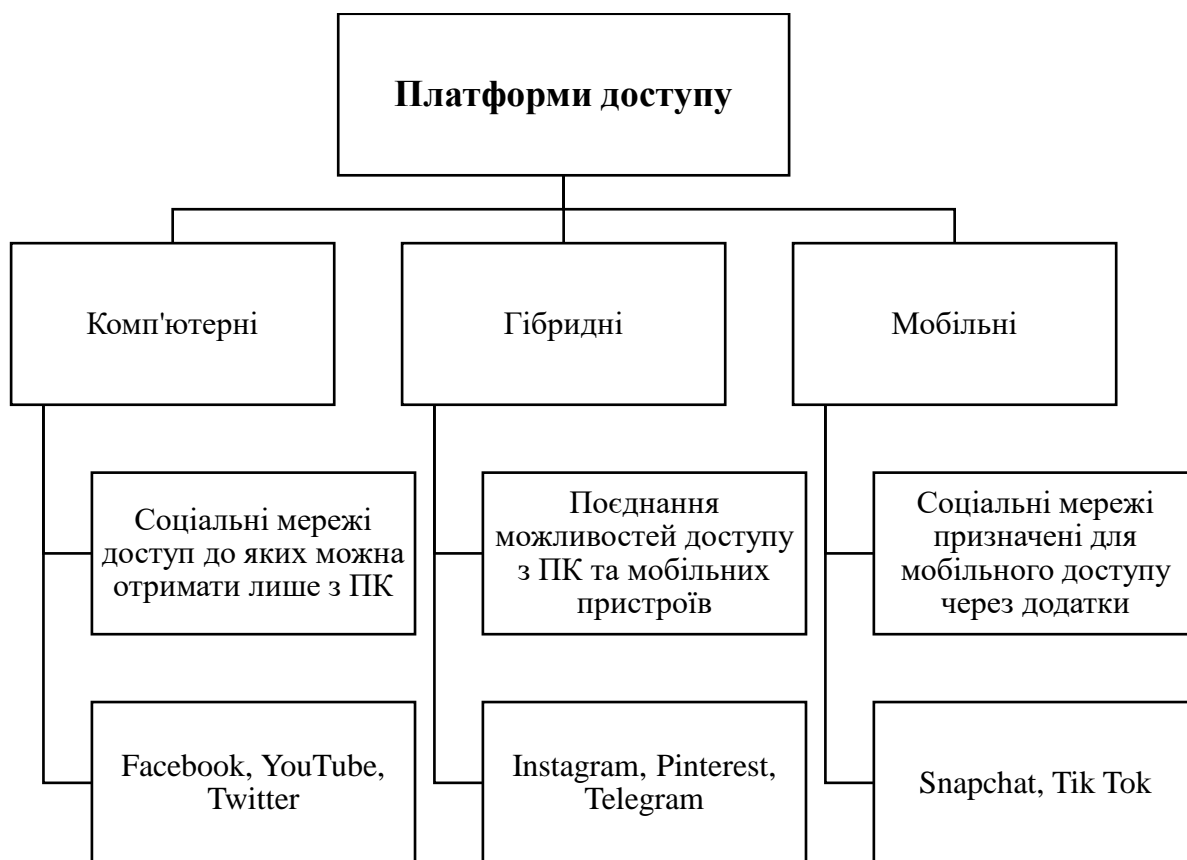 Платформи доступу
Комп'ютерні
Гібридні
Мобільні
Соціальні мережі
доступ до яких можна
отримати лише з ПК
Поєднання
можливостей доступу
з ПК та мобільних
пристроїв
Соціальні мережі
призначені для
мобільного доступу
через додатки
Facebook, YouTube,
Twitter
Instagram, Pinterest,
Telegram
Snapchat, Tik Tok